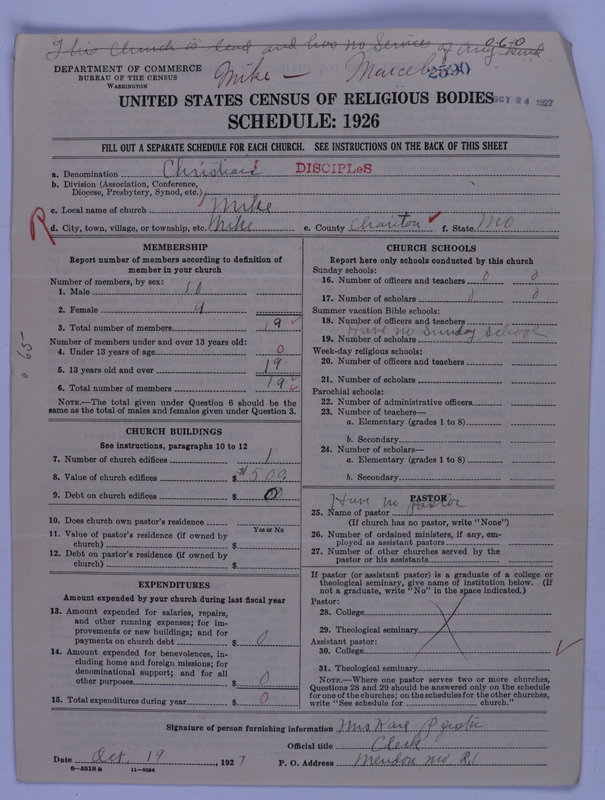 This Church is dead and has no Services of any kind
0-6-0
DEPARTMENT OF COMMERCE
BUREAU OF THE CENSUS
WASHINGTON
Mike — Marcel
2590
UNITED STATES CENSUS OF RELIGIOUS BODIES
OCT 24 1927
SCHEDULE: 1926
FILL OUT A SEPARATE SCHEDULE FOR EACH CHURCH. SEE INSTRUCTIONS ON THE BACK OF THIS SHEET
a. Denomination Christian DISCIPLES
b. Division (Association, Conference,
Diocese, Presbytery, Synod, etc.)
c. Local name of church Mike
d. City, town, village, or township, etc. Mike e. County Chariton f. State Mo
MEMBERSHIP
Report number of members according to definition of
member in your church
Number of members, by sex:
1. Male 10
2. Female 9
3. Total number of members 19
Number of members under and over 13 years old:
4. Under 13 years of age 0
5. 13 years old and over 19
6. Total number of members 19
NOTE.—The total given under Question 6 should be the
same as the total of males and females given under Question 3.
CHURCH BUILDINGS
See instructions, paragraphs 10 to 12
7. Number of church edifices 1
8. Value of church edifices $ 500
9. Debt on church edifices $ 0
10. Does church own pastor's residence
Yes or No
11. Value of pastor's residence (if owned by
church) $
12. Debt on pastor's residence (if owned by
church) $
EXPENDITURES
Amount expended by your church during last fiscal year
13. Amount expended for salaries, repairs,
and other running expenses; for im-
provements or new buildings; and for
payments on church debt $ 0
14. Amount expended for benevolences, in-
cluding home and foreign missions; for
denominational support; and for all
other purposes $ 0
15. Total expenditures during year $ 0
CHURCH SCHOOLS
Report here only schools conducted by this church
Sunday schools:
16. Number of officers and teachers 0 0
17. Number of scholars 0 0
Summer vacation Bible schools:
18. Number of officers and teachers
Have no Sunday School
19. Number of scholars
Week-day religious schools:
20. Number of officers and teachers
21. Number of scholars
Parochial schools:
22. Number of administrative officers
23. Number of teachers—
a. Elementary (grades 1 to 8)
b. Secondary
24. Number of scholars—
a. Elementary (grades 1 to 8)
b. Secondary
PASTOR
Have no pastor
25. Name of pastor
(If church has no pastor, write "None")
26. Number of ordained ministers, if any, em-
ployed as assistant pastors
27. Number of other churches served by the
pastor or his assistants
If pastor (or assistant pastor) is a graduate of a college or
theological seminary, give name of institution below. (If
not a graduate, write "No" in the space indicated.)
Pastor:
28. College
29. Theological seminary
Assistant pastor:
30. College
31. Theological seminary
NOTE.—Where one pastor serves two or more churches,
Questions 28 and 29 should be answered only on the schedule
for one of the churches; on the schedules for the other churches,
write "See schedule for church."
Signature of person furnishing information Mrs
Official title Clerk
Date Oct. 19, 1927 P. O. Address Mendon Mo. R1
8—5518a 11—9094